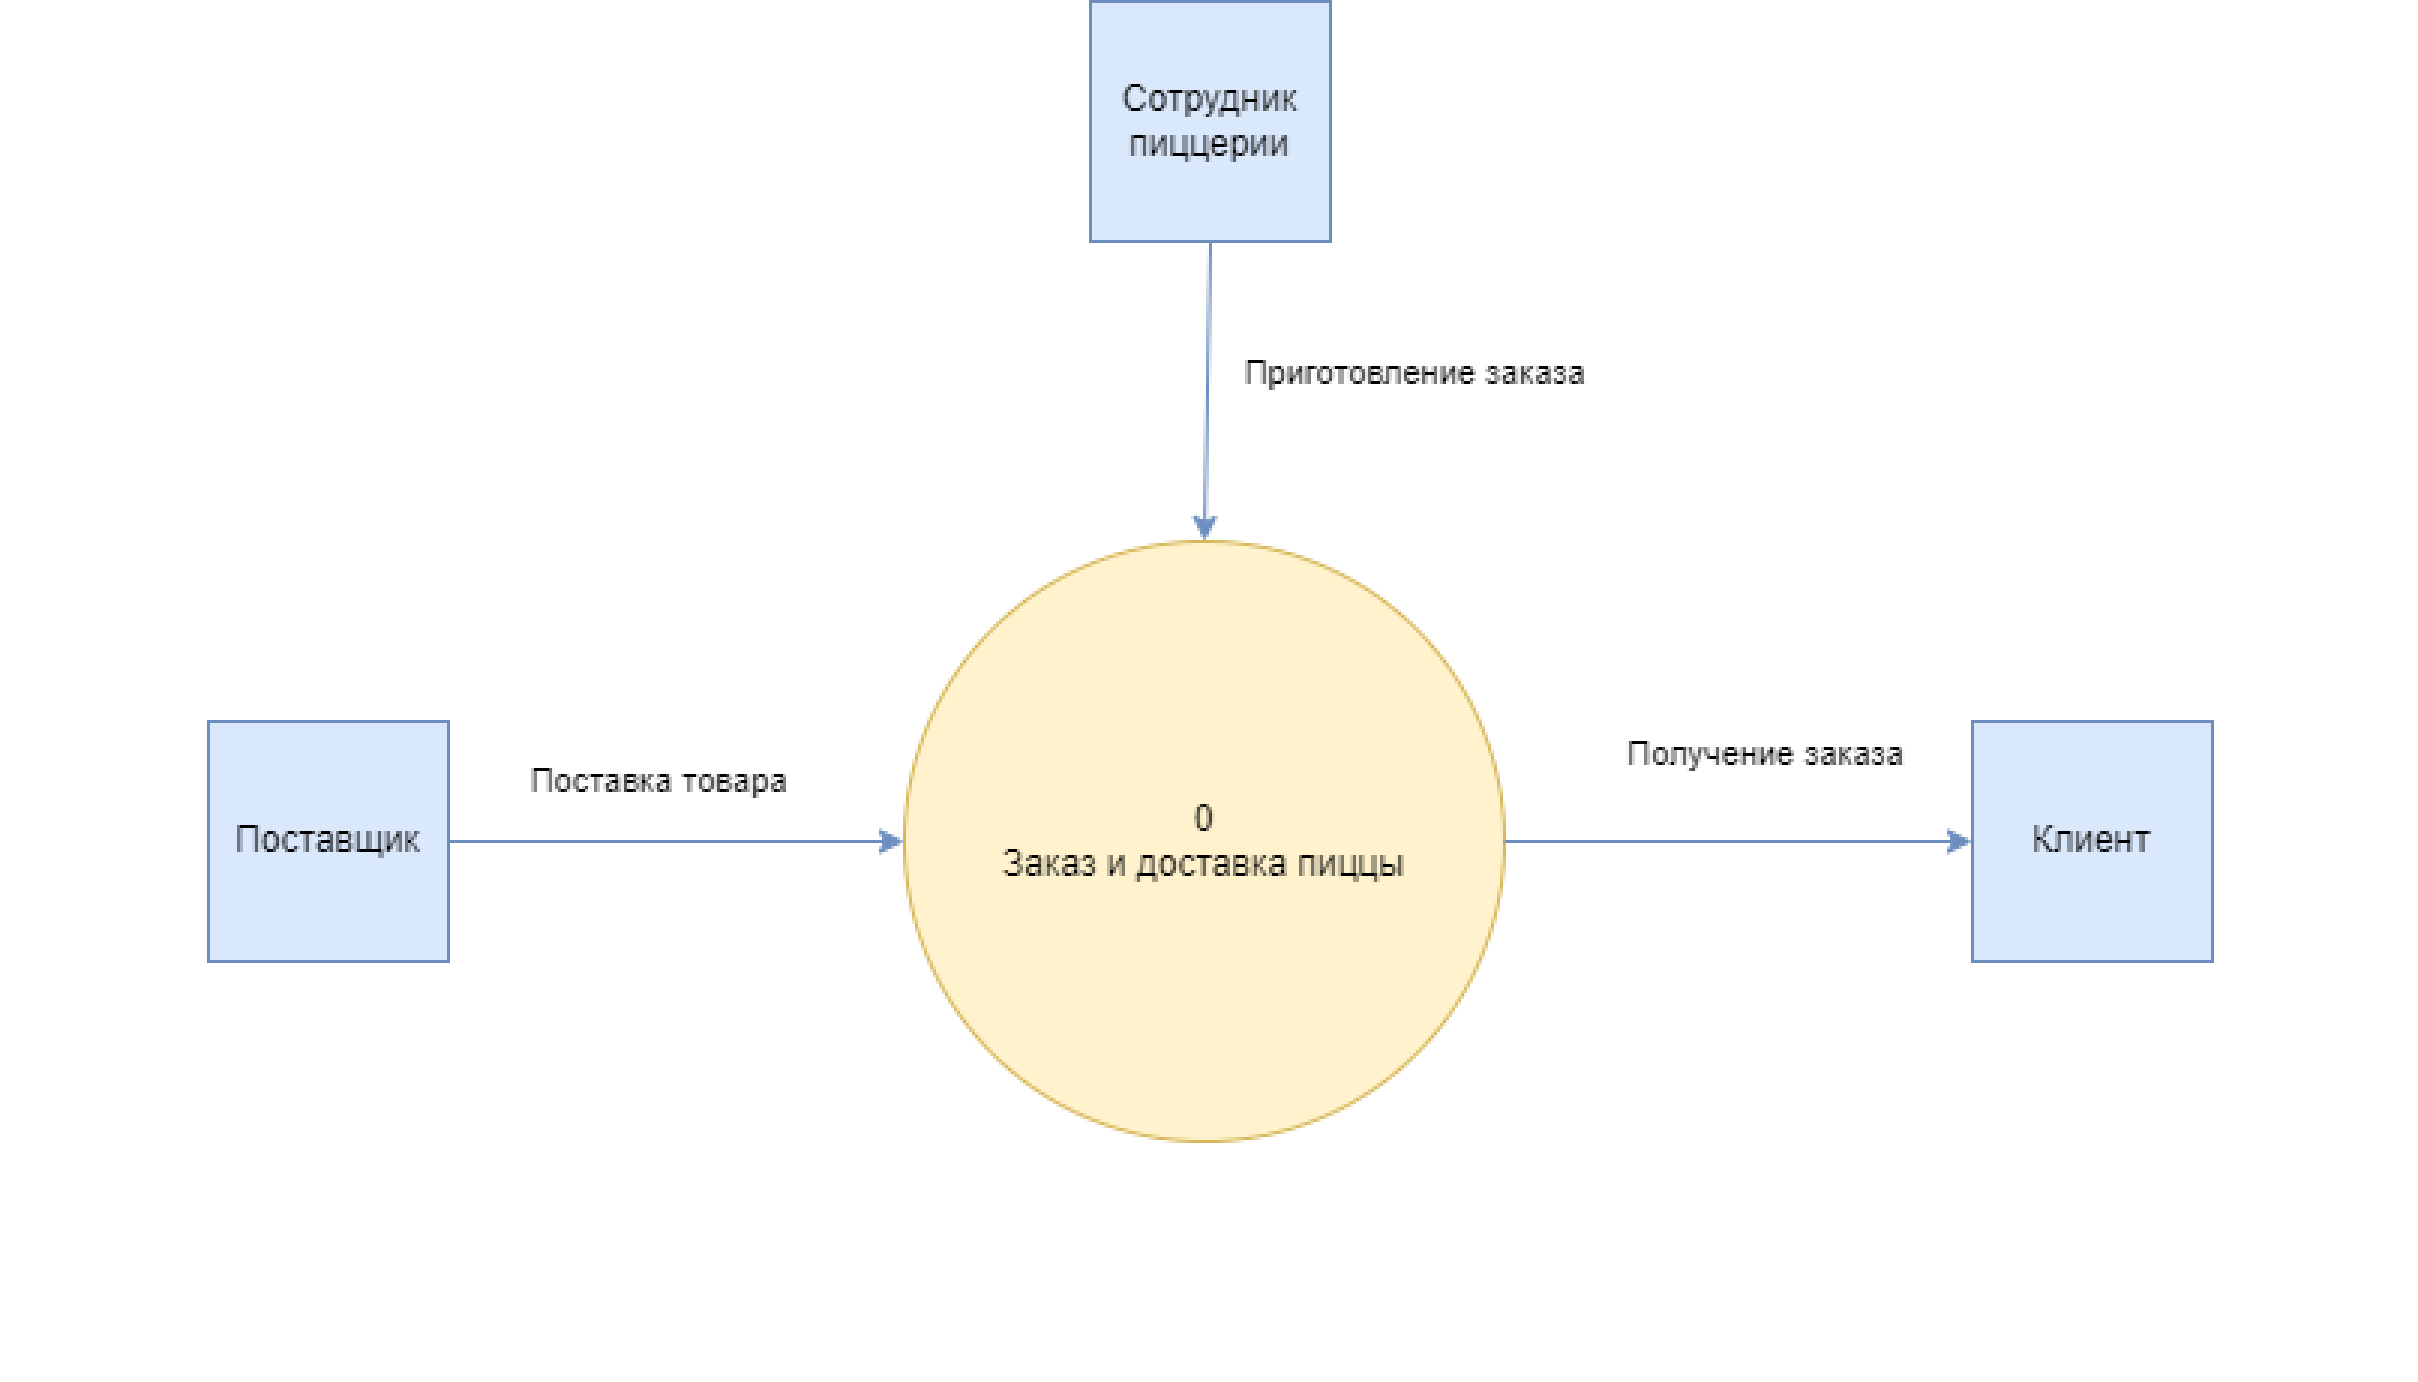 Сотрудник
пиццерии
Приготовление заказа
Поставщик
Поставка товара
0
Заказ и доставка пиццы
Получение заказа
Клиент